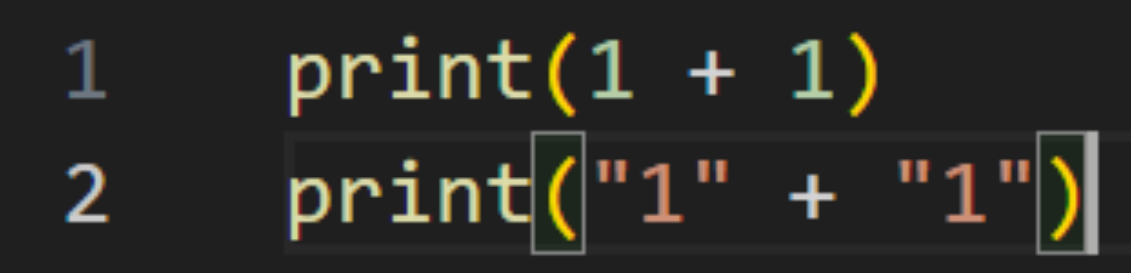 1 print(1 + 1)
2 print("1" + "1")